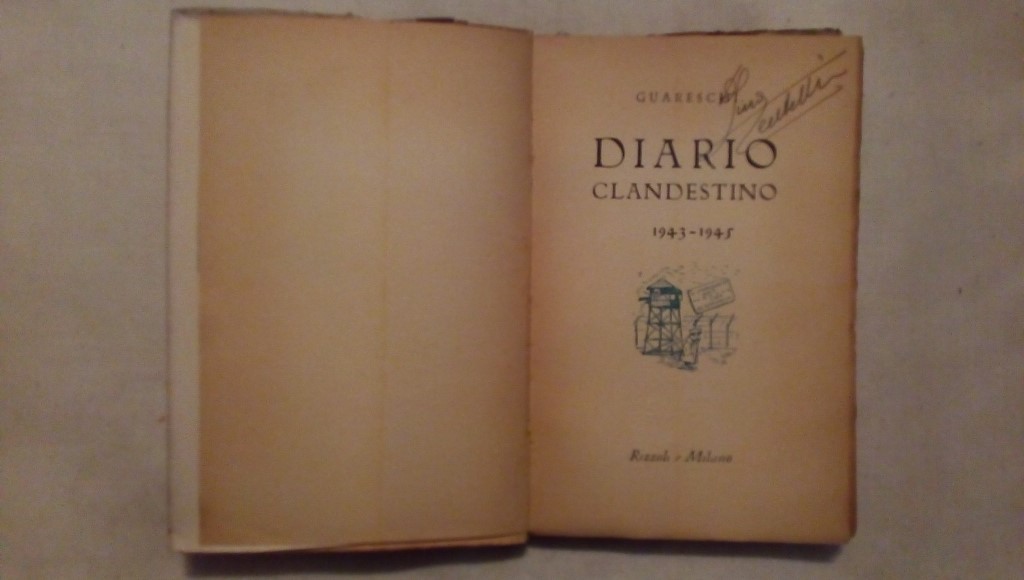 GUARESCHI
DIARIO
CLANDESTINO
1943-1945
Rizzoli • Milano